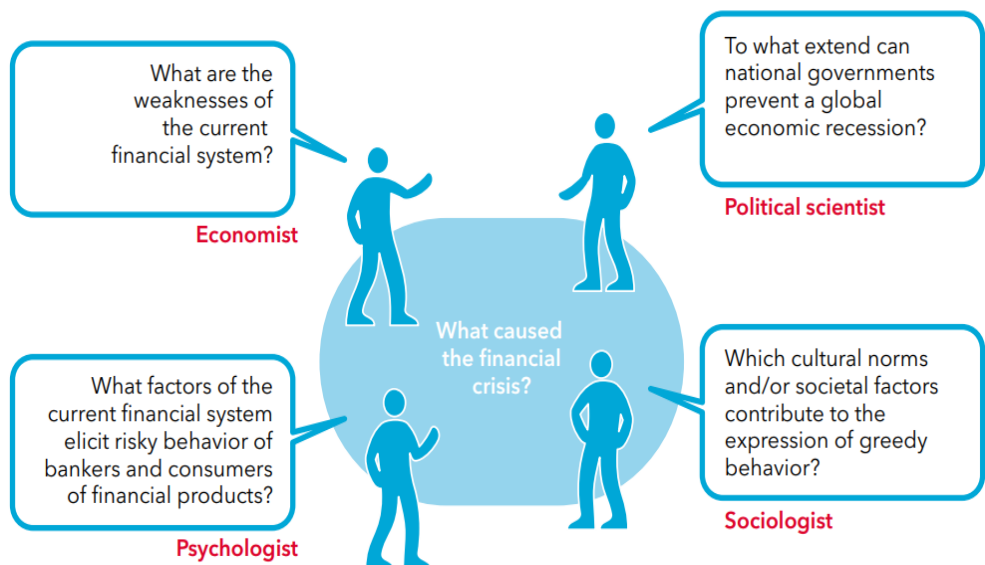 What are the
weaknesses of
the current
financial system?
Economist
To what extend can
national governments
prevent a global
economic recession?
Political scientist
What caused
the financial
crisis?
What factors of the
current financial system
elicit risky behavior of
bankers and consumers
of financial products?
Psychologist
Which cultural norms
and/or societal factors
contribute to the
expression of greedy
behavior?
Sociologist